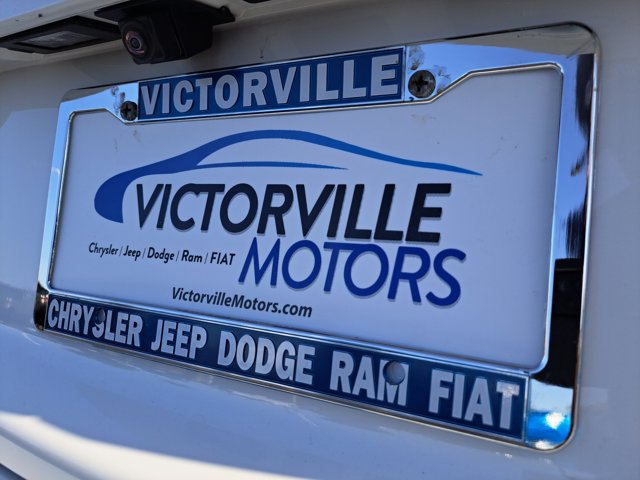 VICTORVILLE
VICTORVILLE
Chrysler/Jeep/Dodge/Ram/FIAT MOTORS
VictorvilleMotors.com
CHRYSLER JEEP DODGE RAM FIAT